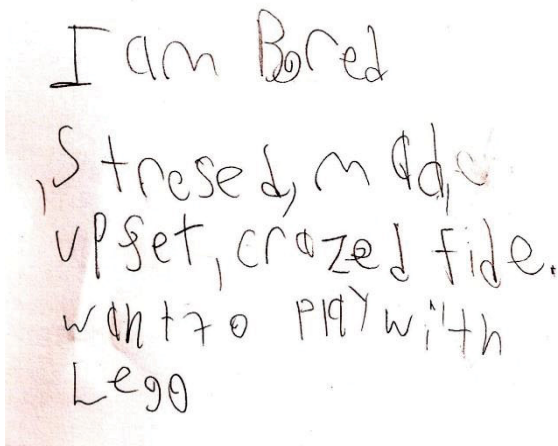 I am Bored
,stresed, mad,
upset, crazed fide.
want to play with
Lego